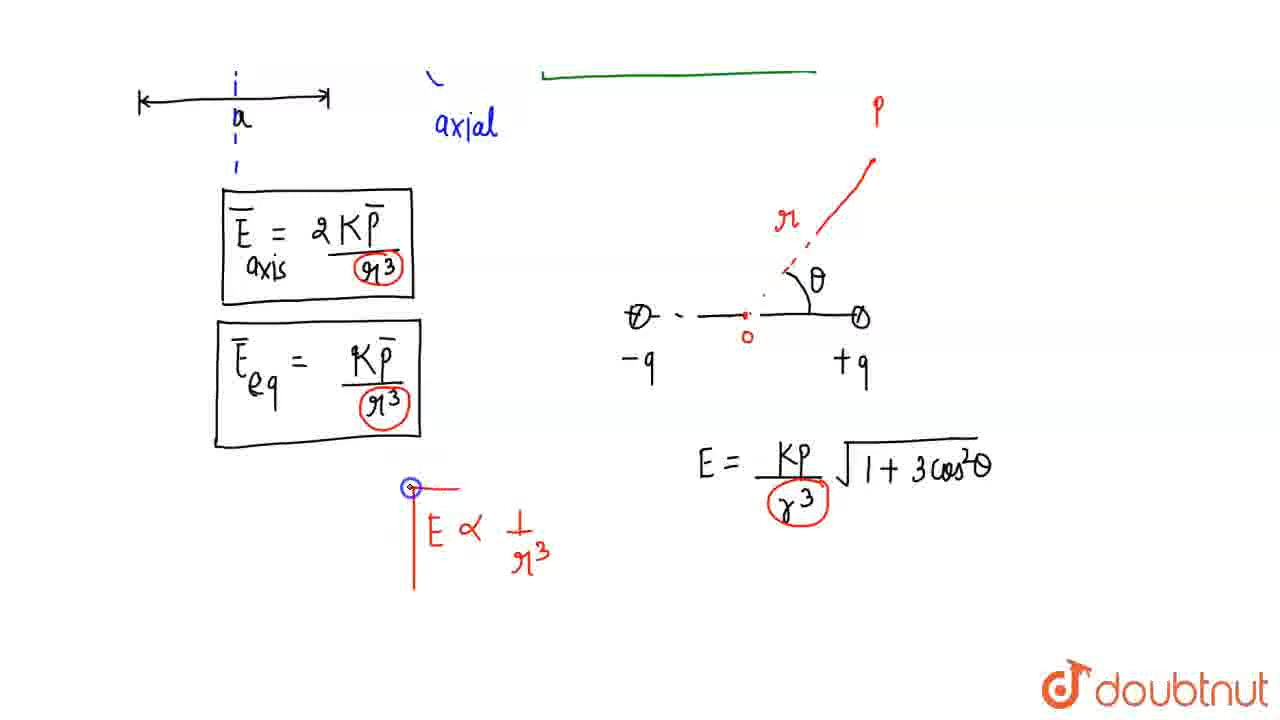 a
axial
P
E̅axis = 2KP̅/r³
r
θ
O
E̅eq = KP̅/r³
-q
+q
E = KP/r³ √1+3cos²θ
E ∝ 1/r³
doubtnut